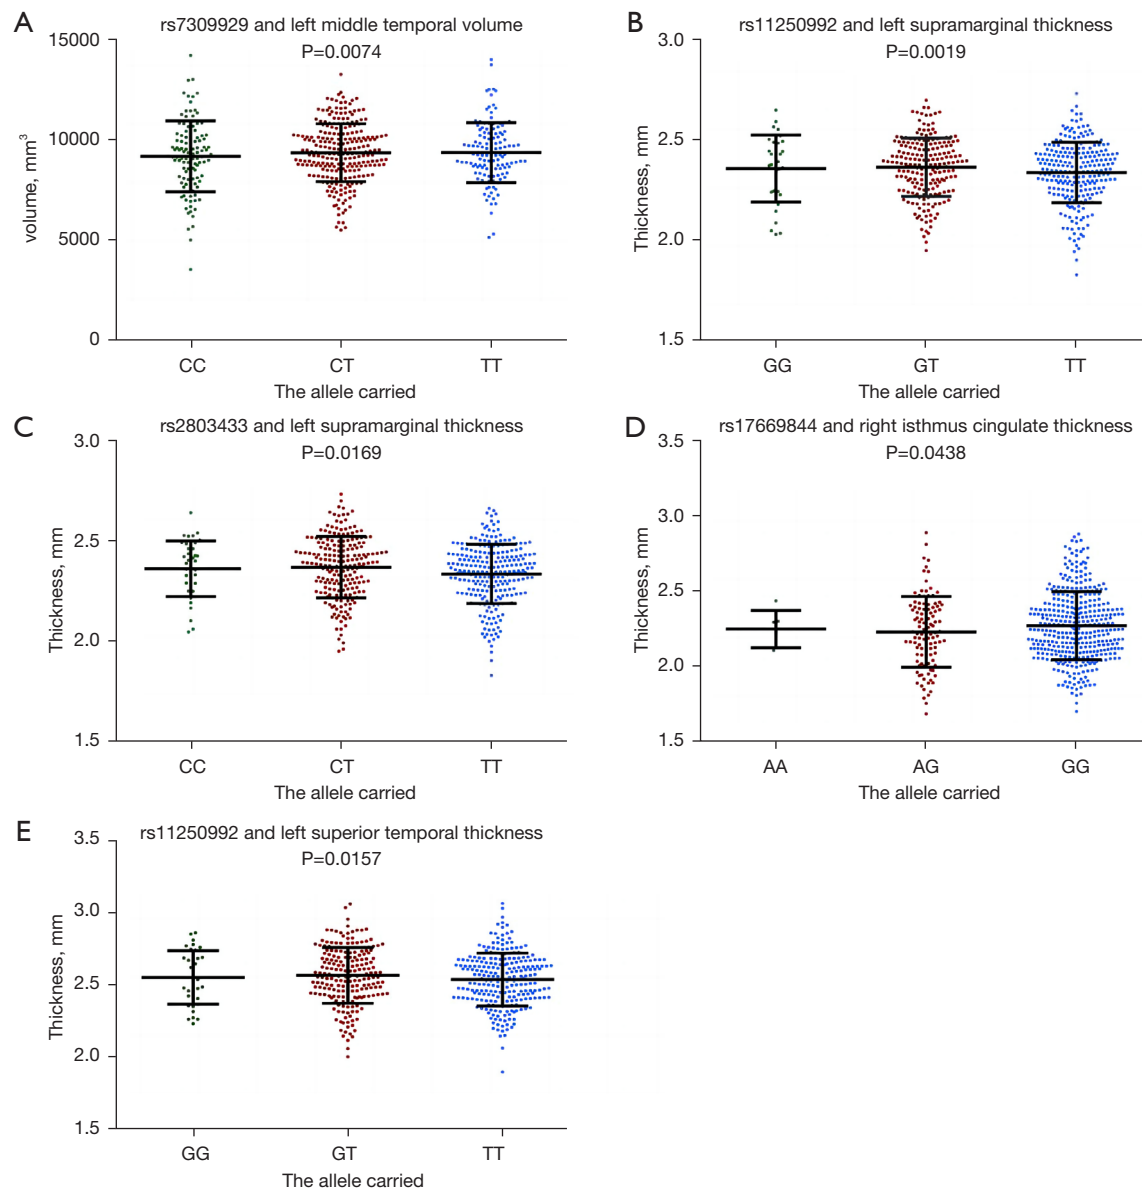 A
rs7309929 and left middle temporal volume
P=0.0074
15000
10000
5000
0
volume, mm³
CC CT TT
The allele carried
B
rs11250992 and left supramarginal thickness
P=0.0019
3.0
2.5
2.0
1.5
Thickness, mm
GG GT TT
The allele carried
C
rs2803433 and left supramarginal thickness
P=0.0169
3.0
2.5
2.0
1.5
Thickness, mm
CC CT TT
The allele carried
D
rs17669844 and right isthmus cingulate thickness
P=0.0438
3.5
3.0
2.5
2.0
1.5
Thickness, mm
AA AG GG
The allele carried
E
rs11250992 and left superior temporal thickness
P=0.0157
3.5
3.0
2.5
2.0
1.5
Thickness, mm
GG GT TT
The allele carried